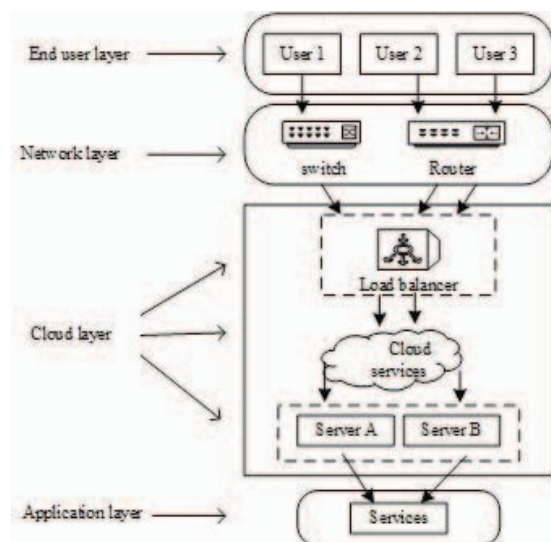 End user layer
User 1
User 2
User 3
Network layer
switch
Router
Load balancer
Cloud layer
Cloud
services
Server A
Server B
Application layer
Services